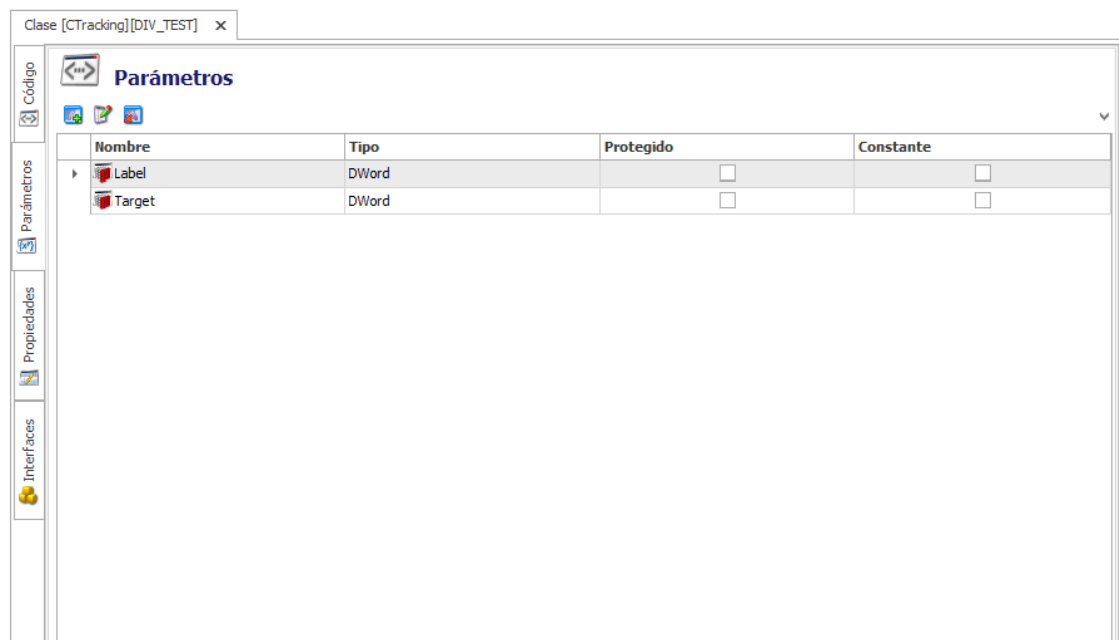 Clase [CTracking][DIV_TEST]
Código
Parámetros
Propiedades
Interfaces
Parámetros
Nombre Tipo Protegido Constante
Label DWord
Target DWord